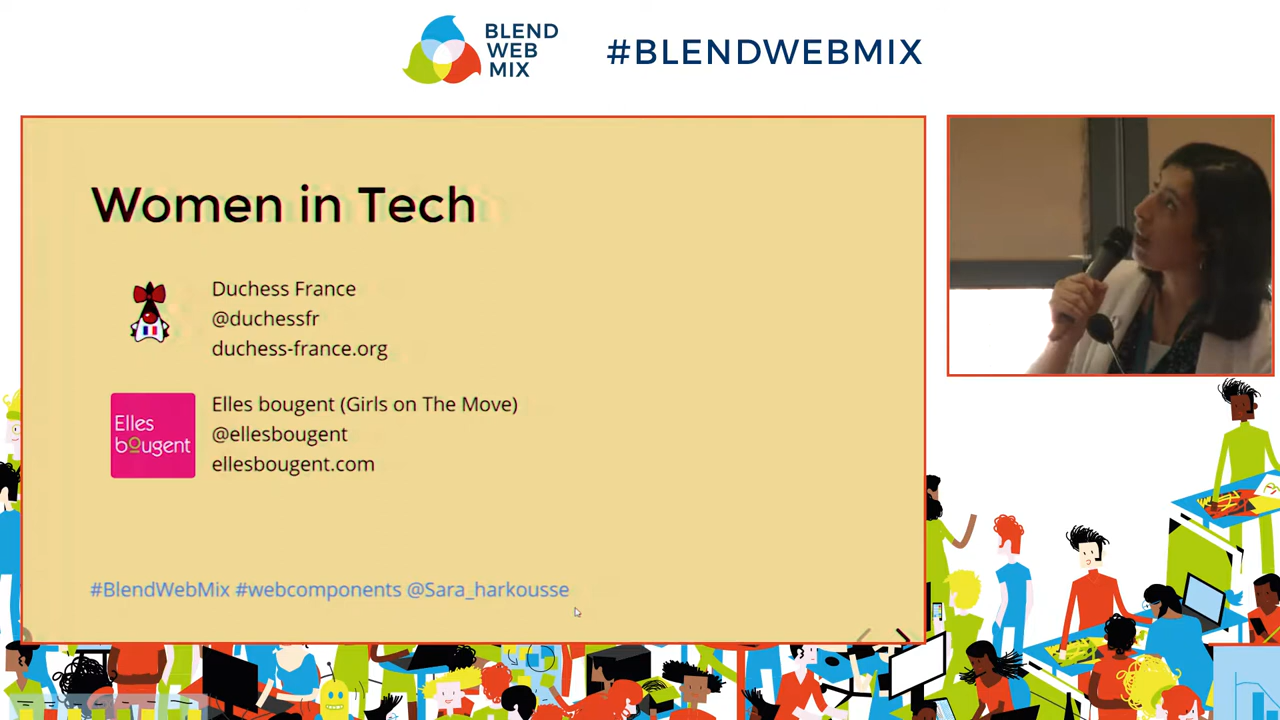 BLEND
WEB
MIX
#BLENDWEBMIX
Women in Tech
Duchess France
@duchessfr
duchess-france.org
Elles
bougent
Elles bougent (Girls on The Move)
@ellesbougent
ellesbougent.com
#BlendWebMix #webcomponents @Sara_harkousse